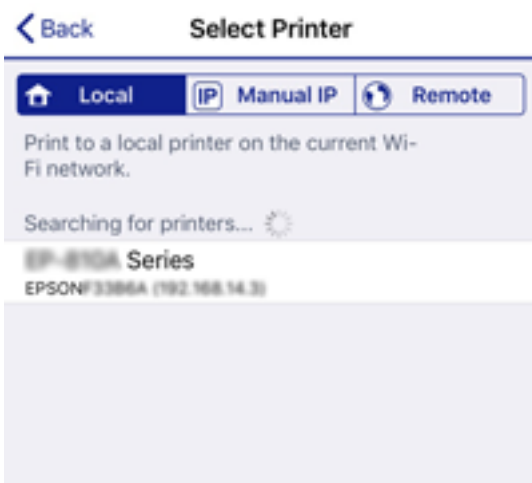 Back
Select Printer
Local
IP Manual IP
Remote
Print to a local printer on the current Wi-
Fi network.
Searching for printers...
Series
EPSON